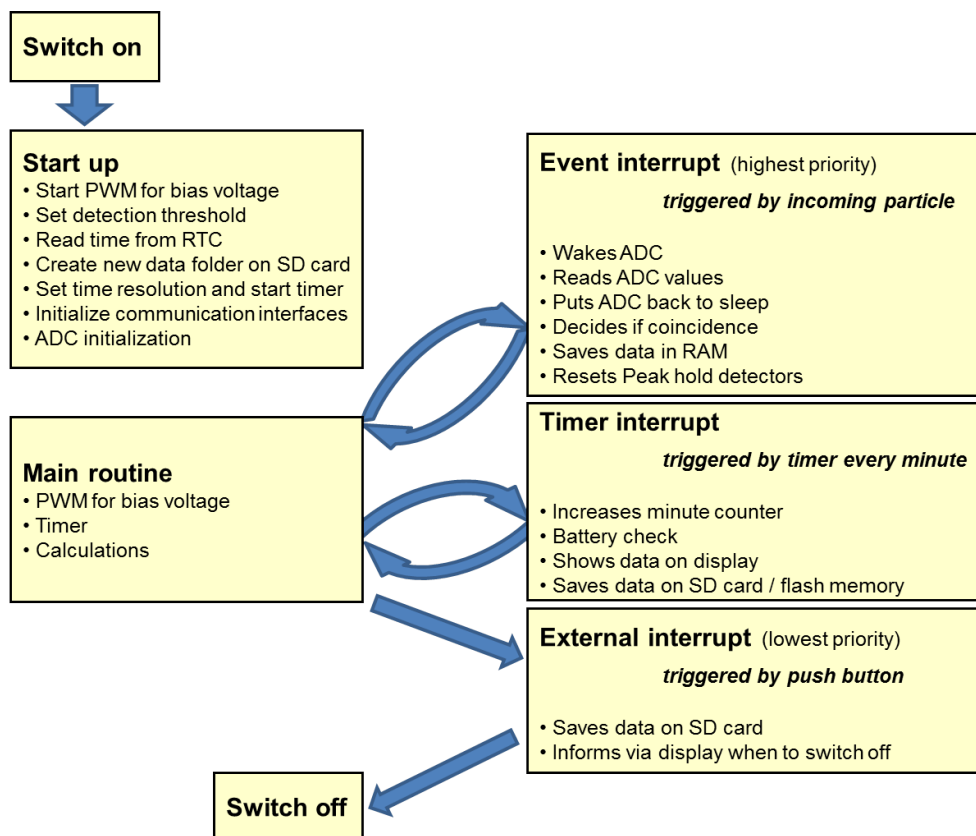 Switch on
Start up
• Start PWM for bias voltage
• Set detection threshold
• Read time from RTC
• Create new data folder on SD card
• Set time resolution and start timer
• Initialize communication interfaces
• ADC initialization
Event interrupt (highest priority)
triggered by incoming particle
• Wakes ADC
• Reads ADC values
• Puts ADC back to sleep
• Decides if coincidence
• Saves data in RAM
• Resets Peak hold detectors
Main routine
• PWM for bias voltage
• Timer
• Calculations
Timer interrupt
triggered by timer every minute
• Increases minute counter
• Battery check
• Shows data on display
• Saves data on SD card / flash memory
External interrupt (lowest priority)
triggered by push button
• Saves data on SD card
• Informs via display when to switch off
Switch off